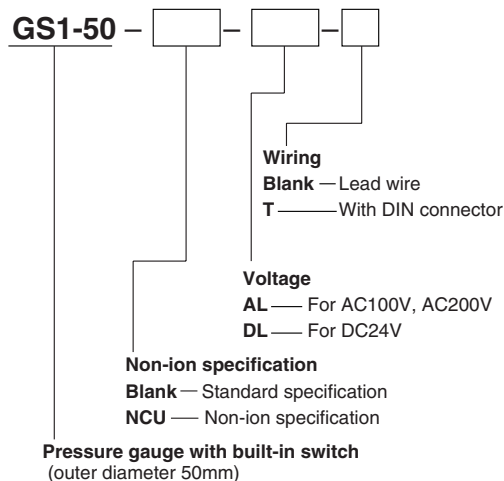 GS1-50 – – –
Wiring
Blank — Lead wire
T — With DIN connector
Voltage
AL — For AC100V, AC200V
DL — For DC24V
Non-ion specification
Blank — Standard specification
NCU — Non-ion specification
Pressure gauge with built-in switch
(outer diameter 50mm)